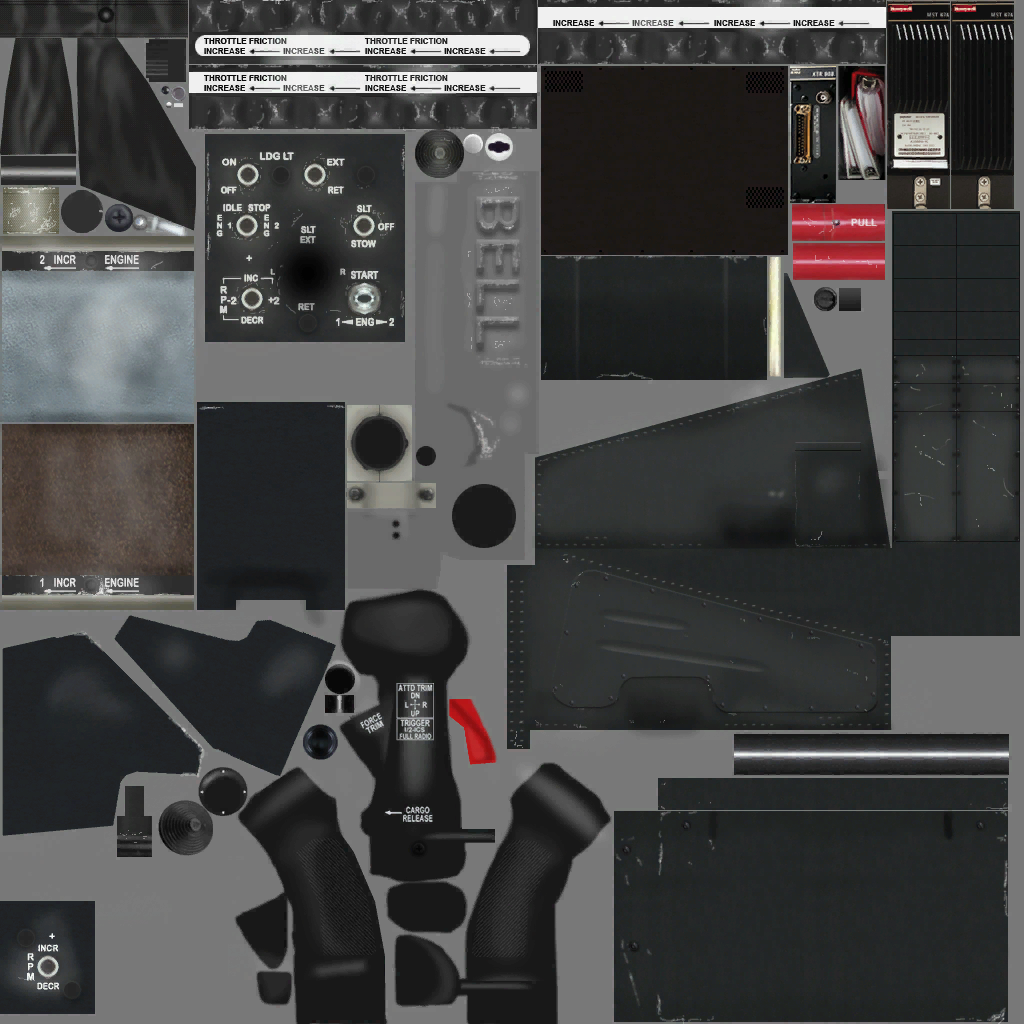 THROTTLE FRICTION THROTTLE FRICTION
INCREASE INCREASE INCREASE INCREASE
THROTTLE FRICTION THROTTLE FRICTION
INCREASE INCREASE INCREASE INCREASE
INCREASE INCREASE INCREASE INCREASE
Honeywell Honeywell
KTR 908
PULL
LDG LT
ON EXT
OFF RET
IDLE STOP SLT
ENG 1 ENG 2 OFF
SLT
EXT
STOW
+
INC L R START
RPM -2 +2
DECR RET
1 ENG 2
BELL
2 INCR ENGINE
1 INCR ENGINE
ATTD TRIM
DN
L R
UP
TRIGGER
1/2-ICS
FULL RADIO
FORCE
TRIM
CARGO
RELEASE
+
INCR
RPM
DECR